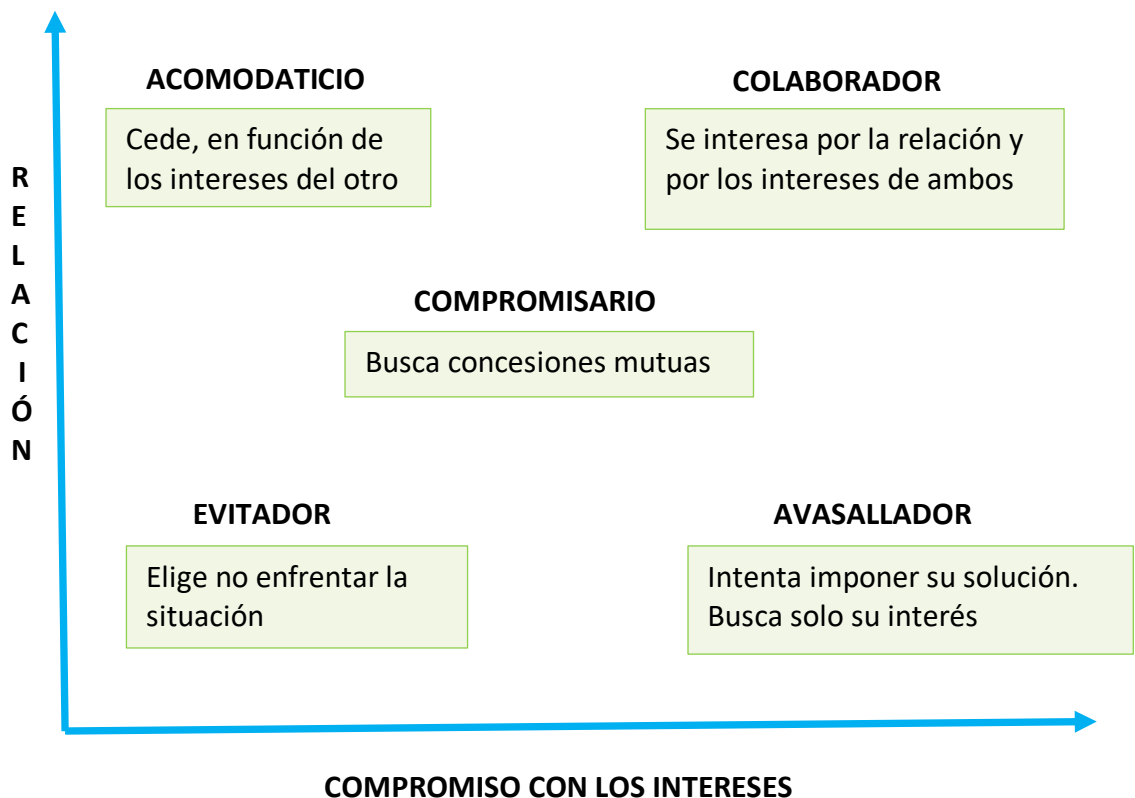 ACOMODATICIO
Cede, en función de
los intereses del otro
COLABORADOR
Se interesa por la relación y
por los intereses de ambos
RELACIÓN
COMPROMISARIO
Busca concesiones mutuas
EVITADOR
Elige no enfrentar la
situación
AVASALLADOR
Intenta imponer su solución.
Busca solo su interés
COMPROMISO CON LOS INTERESES